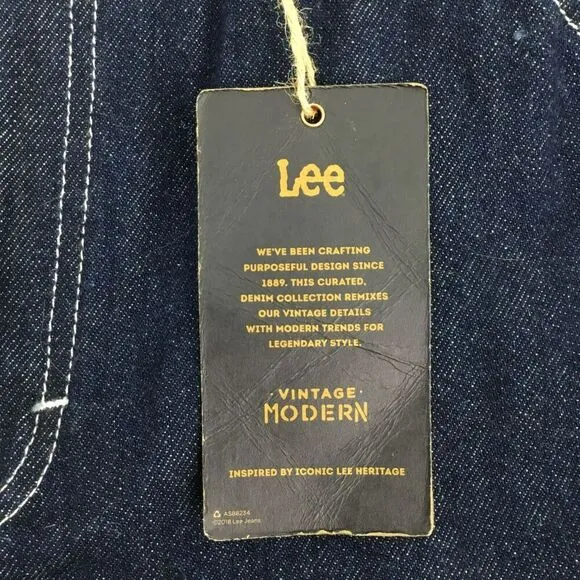 Lee
WE'VE BEEN CRAFTING
PURPOSEFUL DESIGN SINCE
1889. THIS CURATED,
DENIM COLLECTION REMIXES
OUR VINTAGE DETAILS
WITH MODERN TRENDS FOR
LEGENDARY STYLE.
· VINTAGE ·
MODERN
INSPIRED BY ICONIC LEE HERITAGE
AS88234
©2018 Lee Jeans